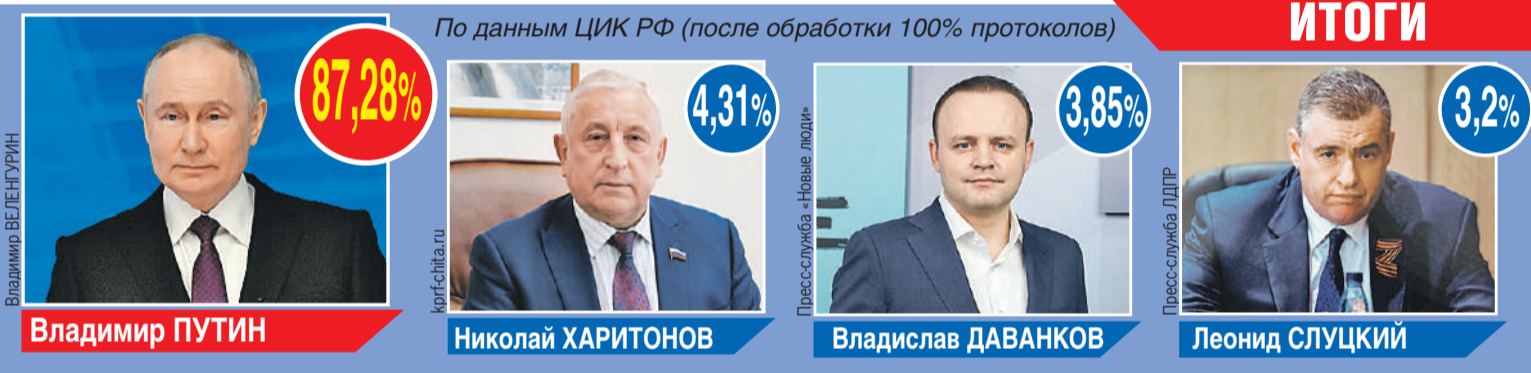 ИТОГИ
По данным ЦИК РФ (после обработки 100% протоколов)
87,28%
Владимир ВЕЛЕНГУРИН
Владимир ПУТИН
4,31%
kprf-chita.ru
Николай ХАРИТОНОВ
3,85%
Пресс-служба «Новые люди»
Владислав ДАВАНКОВ
3,2%
Пресс-служба ЛДПР
Леонид СЛУЦКИЙ